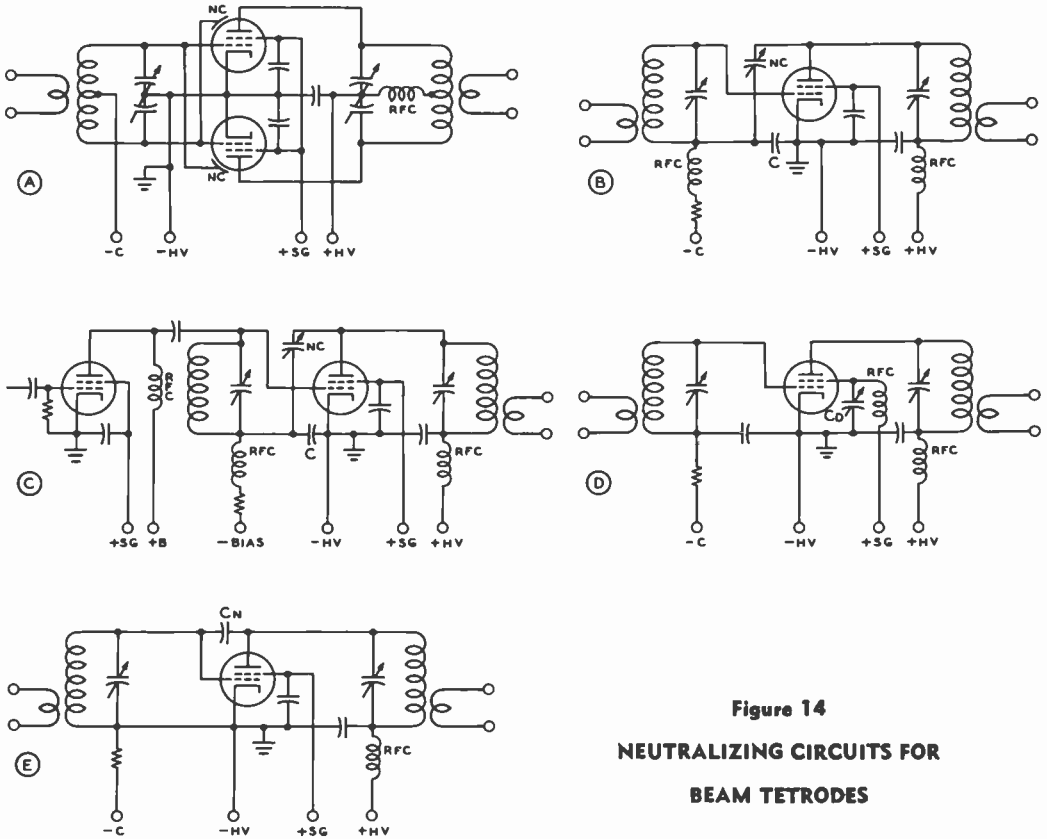 NC
RFC
NC
A
-C
-HV
+SG
+HV
NC
RFC
C
RFC
B
-C
-HV
+SG
+HV
RFC
NC
RFC
C
RFC
C
+SG
+B
-BIAS
-HV
+SG
+HV
RFC
CD
RFC
D
-C
-HV
+SG
+HV
CN
RFC
E
-C
-HV
+SG
+HV
Figure 14
NEUTRALIZING CIRCUITS FOR
BEAM TETRODES